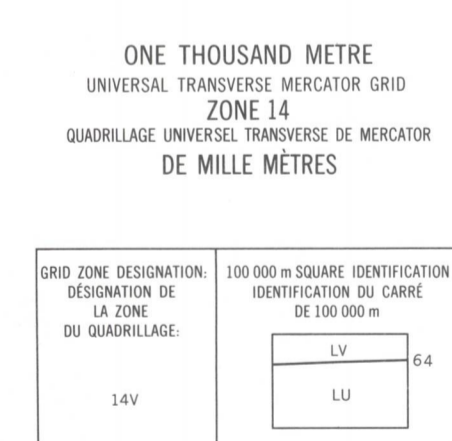 ONE THOUSAND METRE
UNIVERSAL TRANSVERSE MERCATOR GRID
ZONE 14
QUADRILLAGE UNIVERSEL TRANSVERSE DE MERCATOR
DE MILLE MÈTRES
GRID ZONE DESIGNATION:
DÉSIGNATION DE
LA ZONE
DU QUADRILLAGE:
14V
100 000 m SQUARE IDENTIFICATION
IDENTIFICATION DU CARRÉ
DE 100 000 m
LV
64
LU